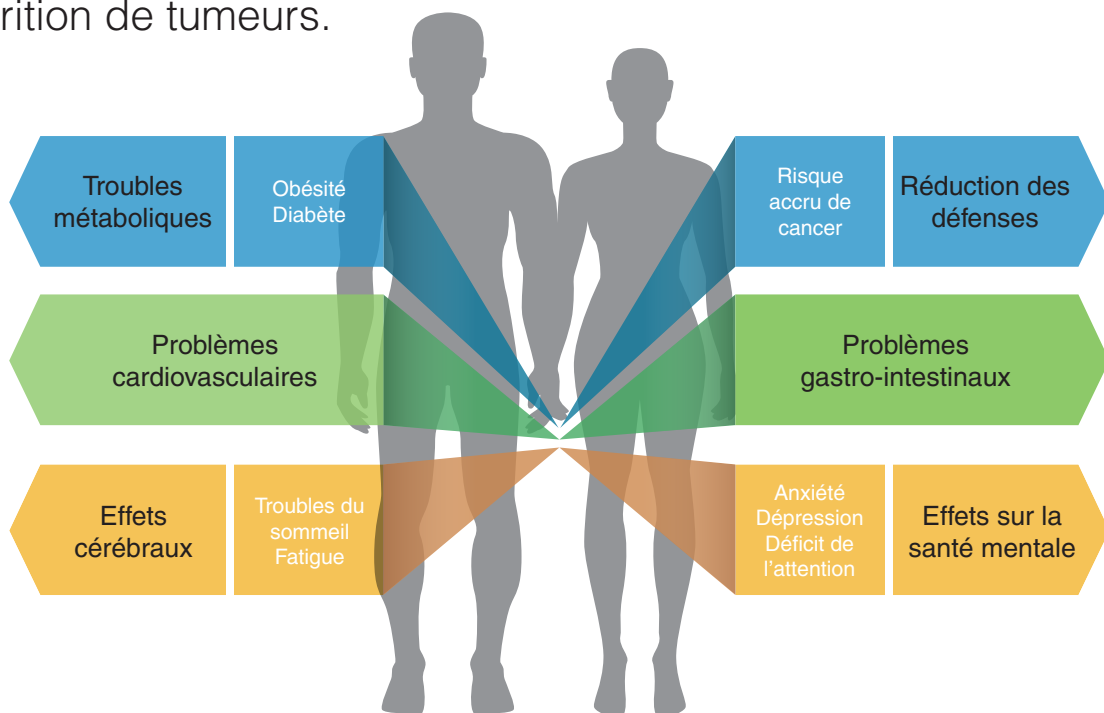 rition de tumeurs.
Troubles
métaboliques
Obésité
Diabète
Risque
accru de
cancer
Réduction des
défenses
Problèmes
cardiovasculaires
Problèmes
gastro-intestinaux
Effets
cérébraux
Troubles du
sommeil
Fatigue
Anxiété
Dépression
Déficit de
l’attention
Effets sur la
santé mentale